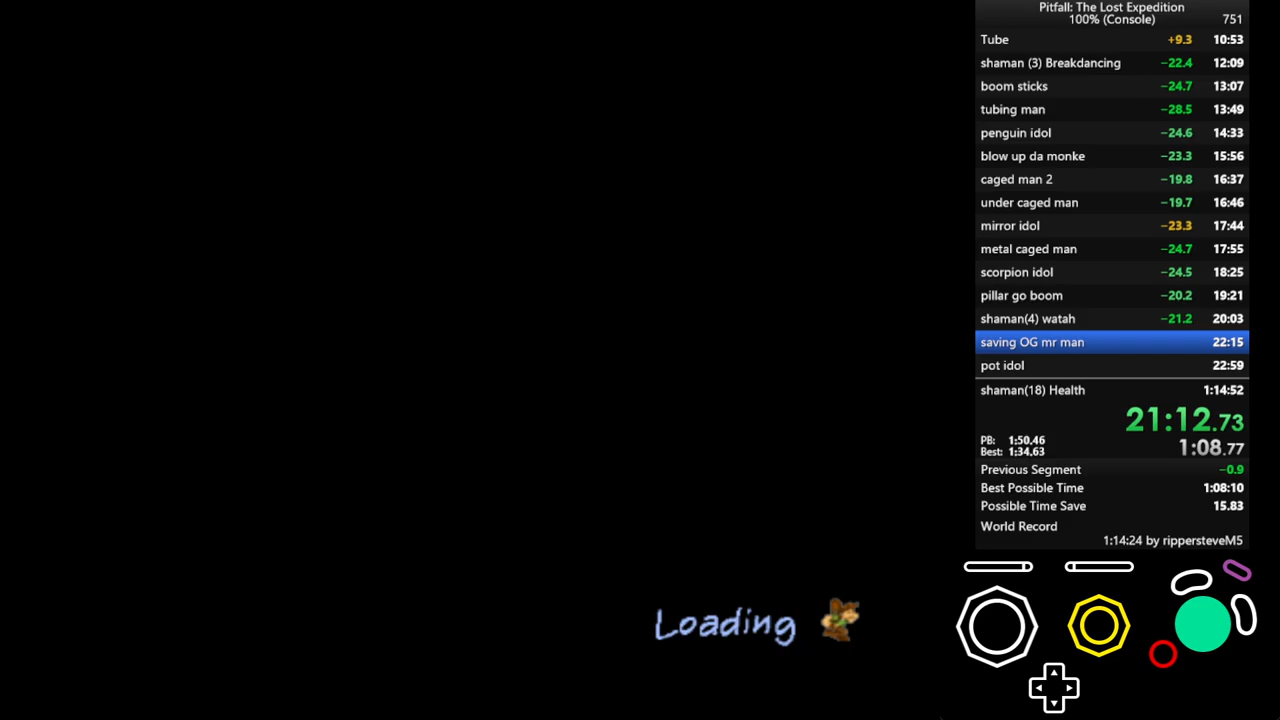 Pitfall: The Lost Expedition
100% (Console) 751
Tube +9.3 10:53
shaman (3) Breakdancing −22.4 12:09
boom sticks −24.7 13:07
tubing man −28.5 13:49
penguin idol −24.6 14:33
blow up da monke −23.3 15:56
caged man 2 −19.8 16:37
under caged man −19.7 16:46
mirror idol −23.3 17:44
metal caged man −24.7 17:55
scorpion idol −24.5 18:25
pillar go boom −20.2 19:21
shaman(4) watah −21.2 20:03
saving OG mr man 22:15
pot idol 22:59
shaman(18) Health 1:14:52
21:12.73
PB: 1:50.46
Best: 1:34.63 1:08.77
Previous Segment −0.9
Best Possible Time 1:08:10
Possible Time Save 15.83
World Record
1:14:24 by rippersteveM5
Loading